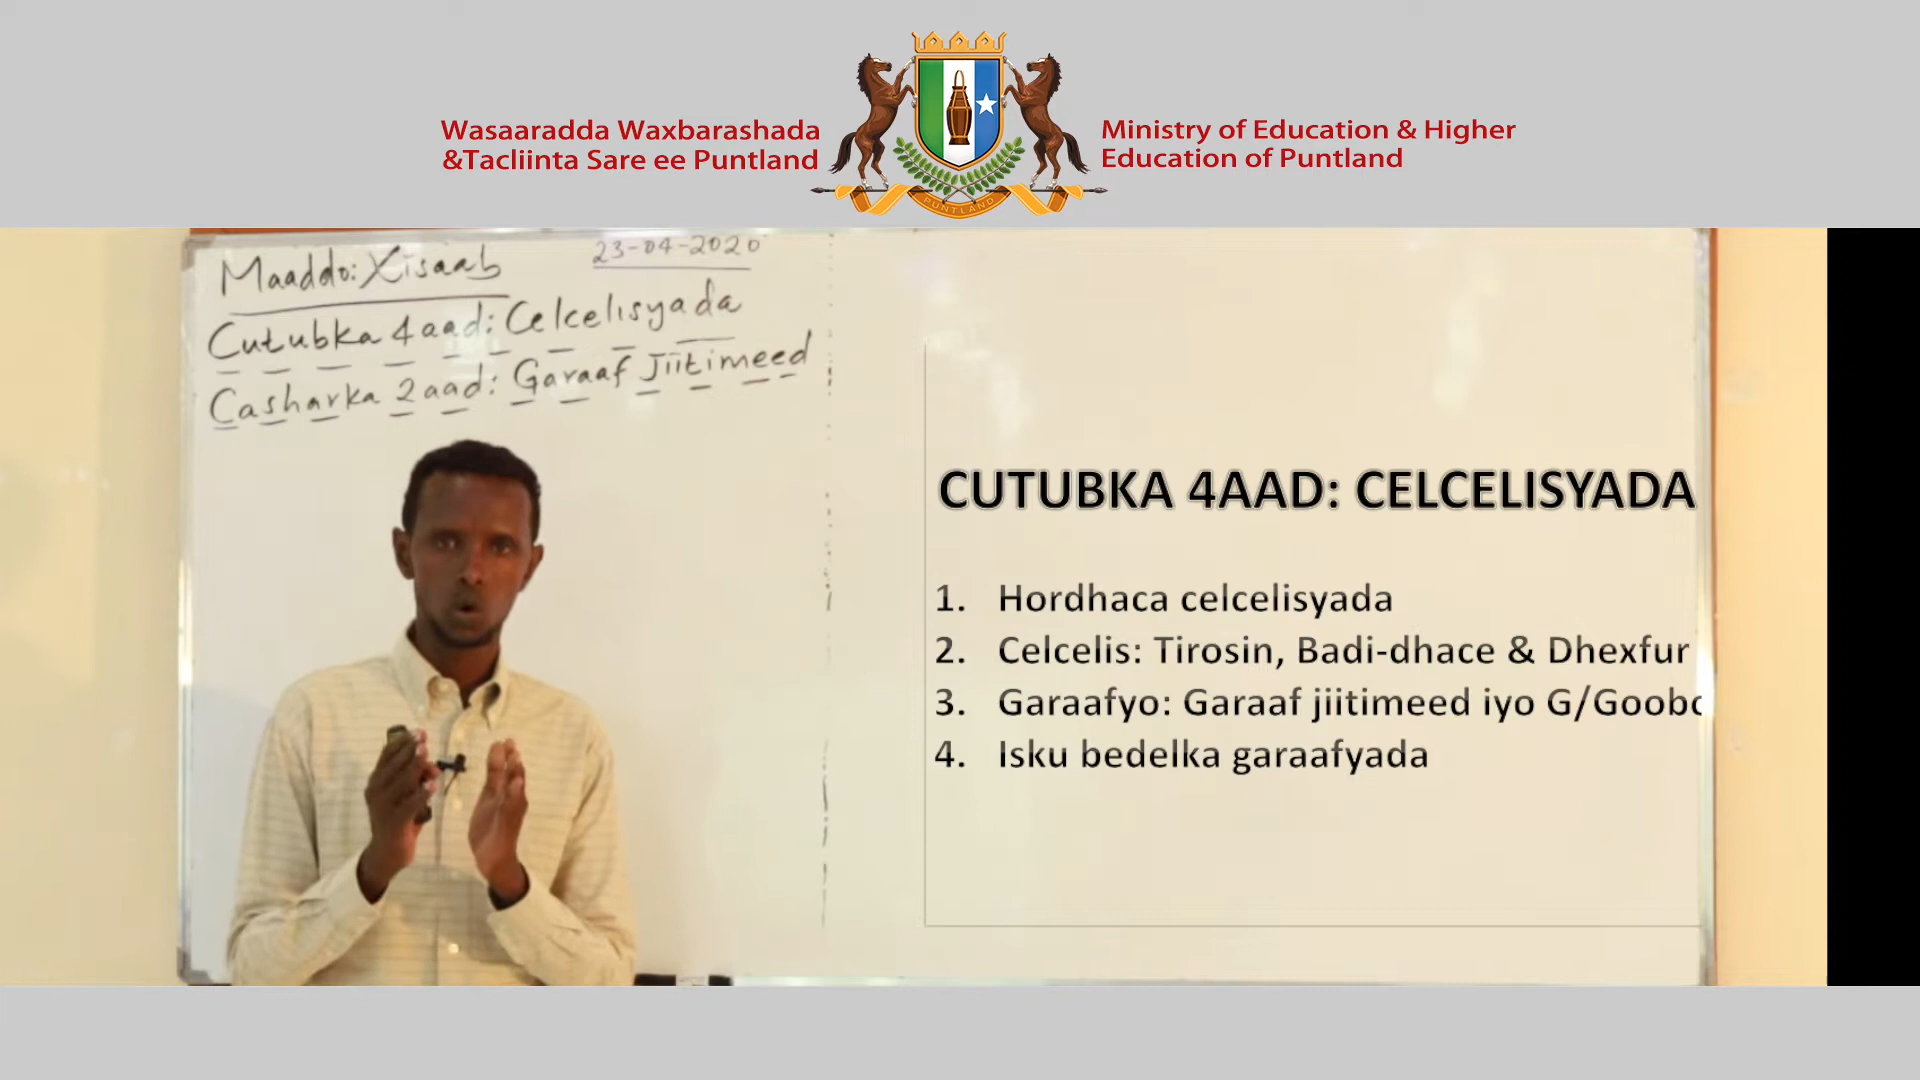 Wasaaradda Waxbarashada
&Tacliinta Sare ee Puntland
PUNTLAND
Ministry of Education & Higher
Education of Puntland
23-04-2020
Maaddo: Xisaab
Cutubka 4aad: Celcelisyada
Casharka 2aad: Garaaf Jiitimeed
CUTUBKA 4AAD: CELCELISYADA
1. Hordhaca celcelisyada
2. Celcelis: Tirosin, Badi-dhace & Dhexfur
3. Garaafyo: Garaaf jiitimeed iyo
4. Isku bedelka garaafyada